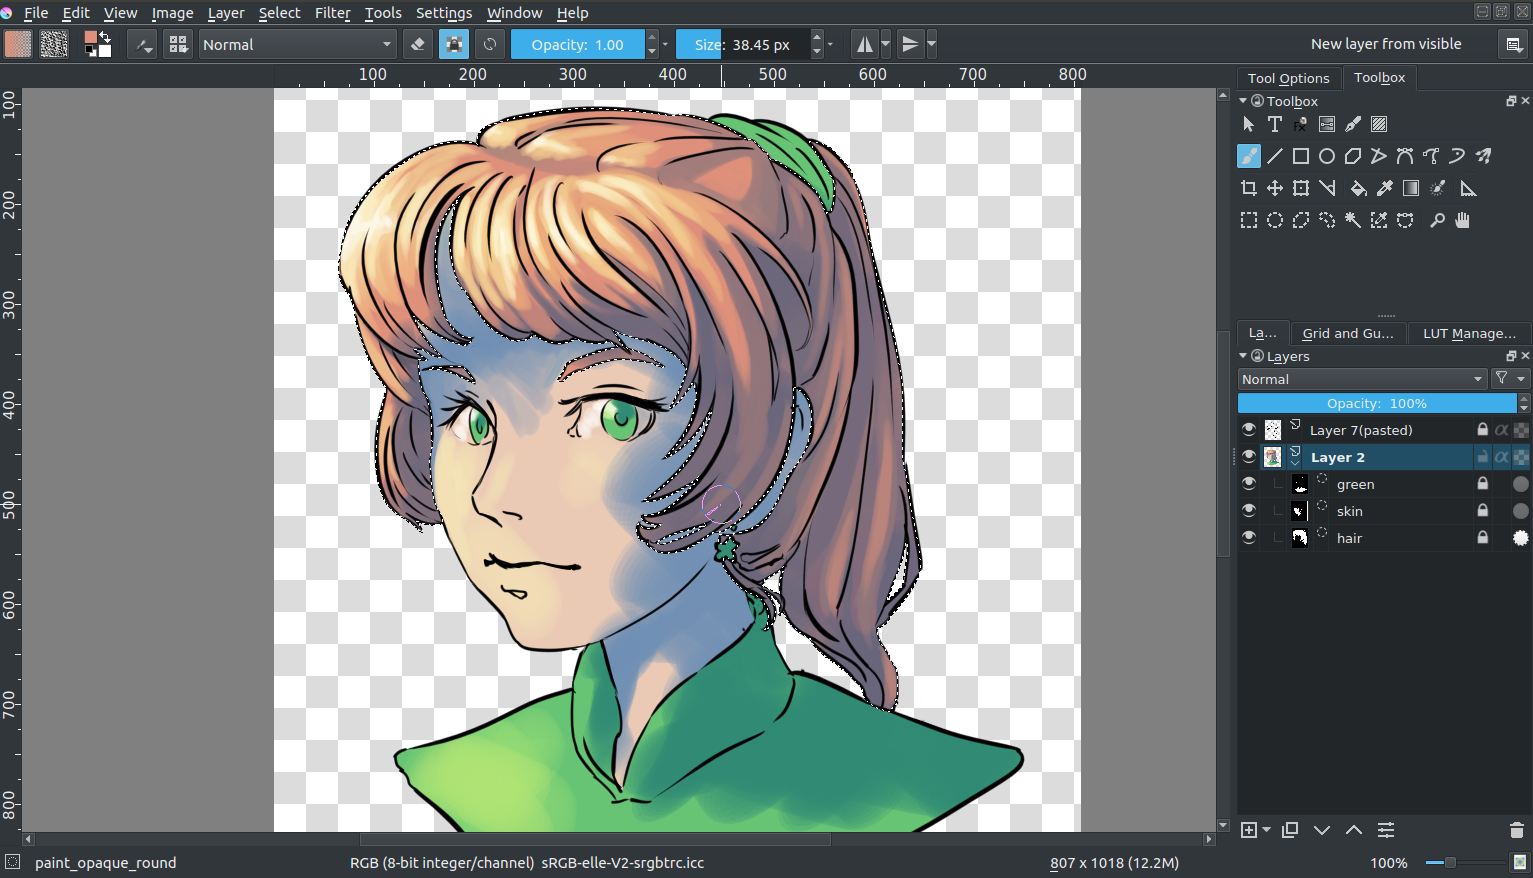 File Edit View Image Layer Select Filter Tools Settings Window Help
Normal Opacity: 1.00 Size: 38.45 px New layer from visible
100 200 300 400 500 600 700 800
Tool Options Toolbox
Toolbox
100
200
300
400
500
600
700
800
La... Grid and Gu... LUT Manage...
Layers
Normal
Opacity: 100%
Layer 7(pasted)
Layer 2
green
skin
hair
paint_opaque_round RGB (8-bit integer/channel) sRGB-elle-V2-srgbtrc.icc 807 x 1018 (12.2M) 100%